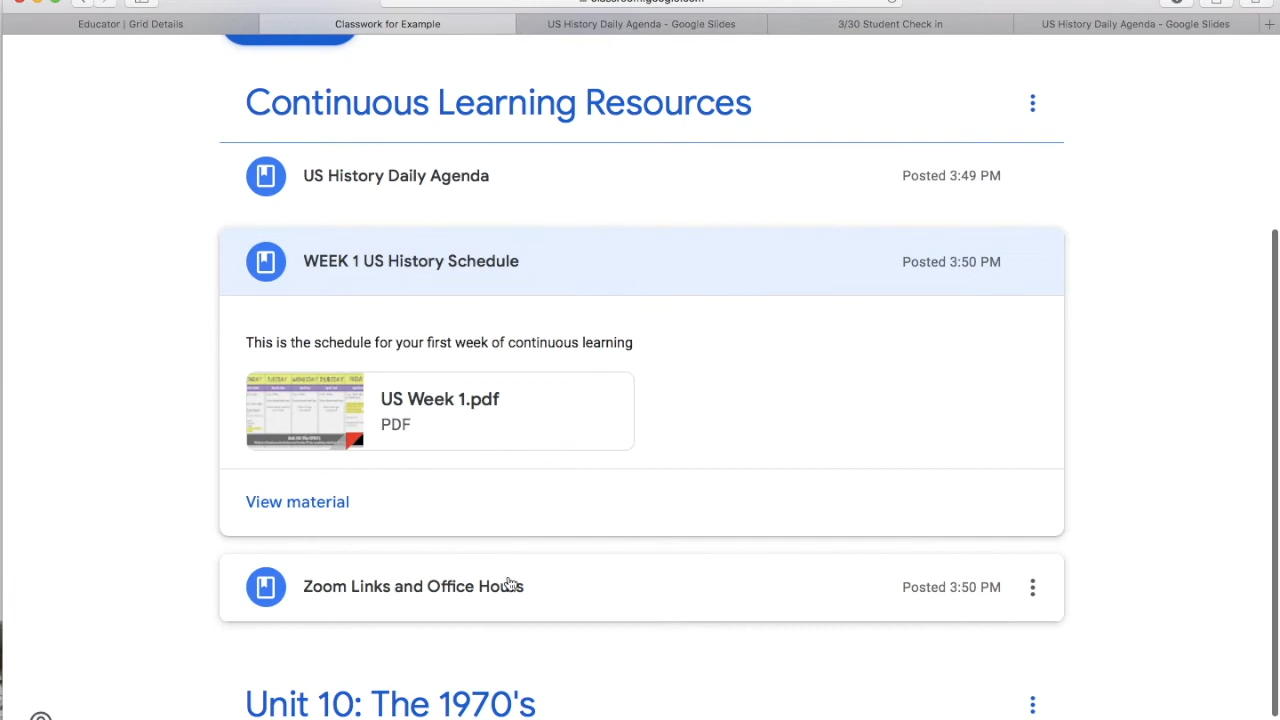 classroom.google.com
Educator | Grid Details
Classwork for Example
US History Daily Agenda - Google Slides
3/30 Student Check in
US History Daily Agenda - Google Slides
Continuous Learning Resources
US History Daily Agenda
Posted 3:49 PM
WEEK 1 US History Schedule
Posted 3:50 PM
This is the schedule for your first week of continuous learning
US Week 1.pdf
PDF
View material
Zoom Links and Office Hours
Posted 3:50 PM
Unit 10: The 1970's